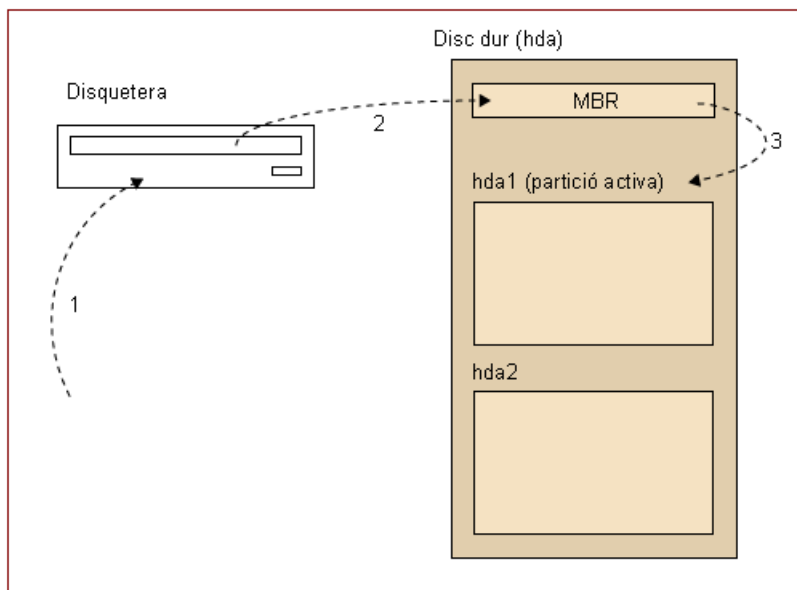 Disc dur (hda)
Disquetera
MBR
2
3
hda1 (partició activa)
1
hda2